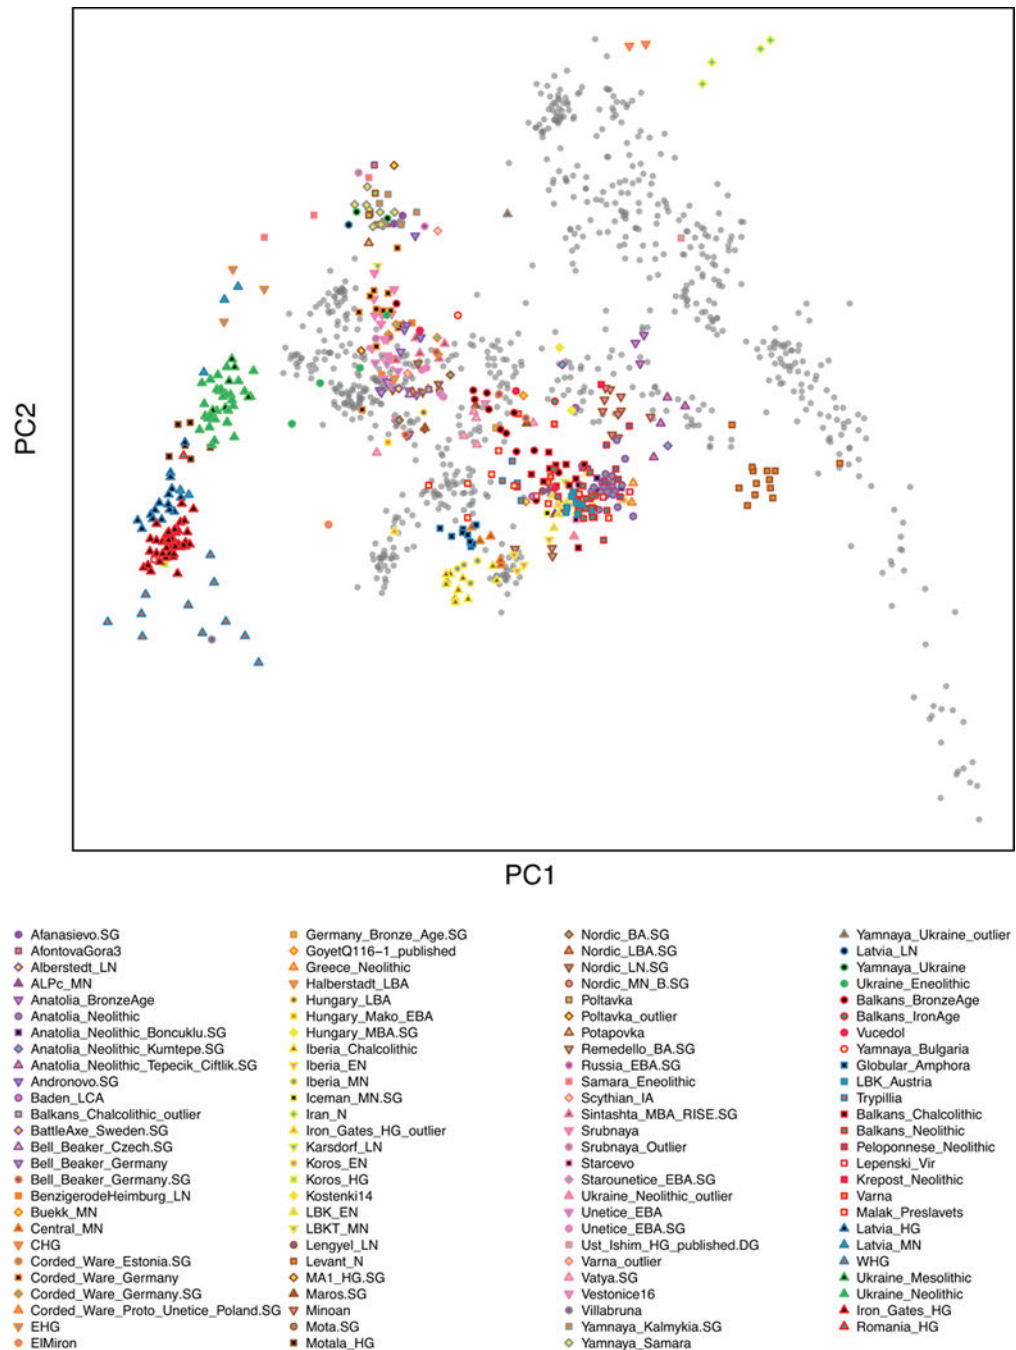 PC2
PC1
Afanasievo.SG
AfontovaGora3
Alberstedt_LN
ALPc_MN
Anatolia_BronzeAge
Anatolia_Neolithic
Anatolia_Neolithic_Boncuklu.SG
Anatolia_Neolithic_Kumtepe.SG
Anatolia_Neolithic_Tepecik_Ciftlik.SG
Andronovo.SG
Baden_LCA
Balkans_Chalcolithic_outlier
BattleAxe_Sweden.SG
Bell_Beaker_Czech.SG
Bell_Beaker_Germany
Bell_Beaker_Germany.SG
BenzigerodeHeimburg_LN
Buekk_MN
Central_MN
CHG
Corded_Ware_Estonia.SG
Corded_Ware_Germany
Corded_Ware_Germany.SG
Corded_Ware_Proto_Unetice_Poland.SG
EHG
ElMiron
Germany_Bronze_Age.SG
GoyetQ116-1_published
Greece_Neolithic
Halberstadt_LBA
Hungary_LBA
Hungary_Mako_EBA
Hungary_MBA.SG
Iberia_Chalcolithic
Iberia_EN
Iberia_MN
Iceman_MN.SG
Iran_N
Iron_Gates_HG_outlier
Karsdorf_LN
Koros_EN
Koros_HG
Kostenki14
LBK_EN
LBKT_MN
Lengyel_LN
Levant_N
MA1_HG.SG
Maros.SG
Minoan
Mota.SG
Motala_HG
Nordic_BA.SG
Nordic_LBA.SG
Nordic_LN.SG
Nordic_MN_B.SG
Poltavka
Poltavka_outlier
Potapovka
Remedello_BA.SG
Russia_EBA.SG
Samara_Eneolithic
Scythian_IA
Sintashta_MBA_RISE.SG
Srubnaya
Srubnaya_Outlier
Starcevo
Starounetice_EBA.SG
Ukraine_Neolithic_outlier
Unetice_EBA
Unetice_EBA.SG
Ust_Ishim_HG_published.DG
Varna_outlier
Vatya.SG
Vestonice16
Villabruna
Yamnaya_Kalmykia.SG
Yamnaya_Samara
Yamnaya_Ukraine_outlier
Latvia_LN
Yamnaya_Ukraine
Ukraine_Eneolithic
Balkans_BronzeAge
Balkans_IronAge
Vucedol
Yamnaya_Bulgaria
Globular_Amphora
LBK_Austria
Trypillia
Balkans_Chalcolithic
Balkans_Neolithic
Peloponnese_Neolithic
Lepenski_Vir
Krepost_Neolithic
Varna
Malak_Preslavets
Latvia_HG
Latvia_MN
WHG
Ukraine_Mesolithic
Ukraine_Neolithic
Iron_Gates_HG
Romania_HG